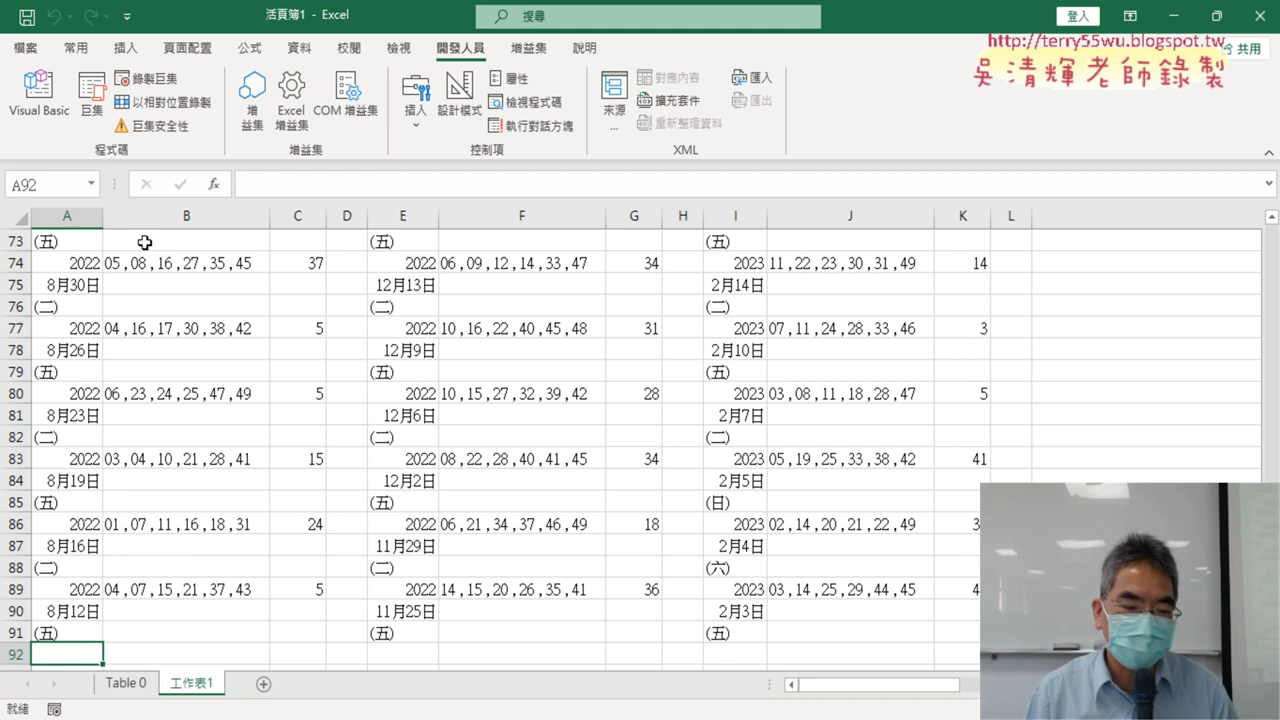 活頁簿1 - Excel
搜尋
登入
檔案 常用 插入 頁面配置 公式 資料 校閱 檢視 開發人員 增益集 說明
共用
http://terry55wu.blogspot.tw
吳清輝老師錄製
Visual Basic 巨集 錄製巨集 以相對位置錄製 巨集安全性
增益集 Excel 增益集 COM 增益集
插入 設計模式 屬性 檢視程式碼 執行對話方塊
來源... 對應內容 擴充套件 重新整理資料 匯入 匯出
程式碼 增益集 控制項 XML
A92 fx
A B C D E F G H I J K L
73 (五) (五) (五)
74 2022 05,08,16,27,35,45 37 2022 06,09,12,14,33,47 34 2023 11,22,23,30,31,49 14
75 8月30日 12月13日 2月14日
76 (二) (二) (二)
77 2022 04,16,17,30,38,42 5 2022 10,16,22,40,45,48 31 2023 07,11,24,28,33,46 3
78 8月26日 12月9日 2月10日
79 (五) (五) (五)
80 2022 06,23,24,25,47,49 5 2022 10,15,27,32,39,42 28 2023 03,08,11,18,28,47 5
81 8月23日 12月6日 2月7日
82 (二) (二) (二)
83 2022 03,04,10,21,28,41 15 2022 08,22,28,40,41,45 34 2023 05,19,25,33,38,42 41
84 8月19日 12月2日 2月5日
85 (五) (五) (日)
86 2022 01,07,11,16,18,31 24 2022 06,21,34,37,46,49 18 2023 02,14,20,21,22,49
87 8月16日 11月29日 2月4日
88 (二) (二) (六)
89 2022 04,07,15,21,37,43 5 2022 14,15,20,26,35,41 36 2023 03,14,25,29,44,45
90 8月12日 11月25日 2月3日
91 (五) (五) (五)
92
Table 0 工作表1
就緒